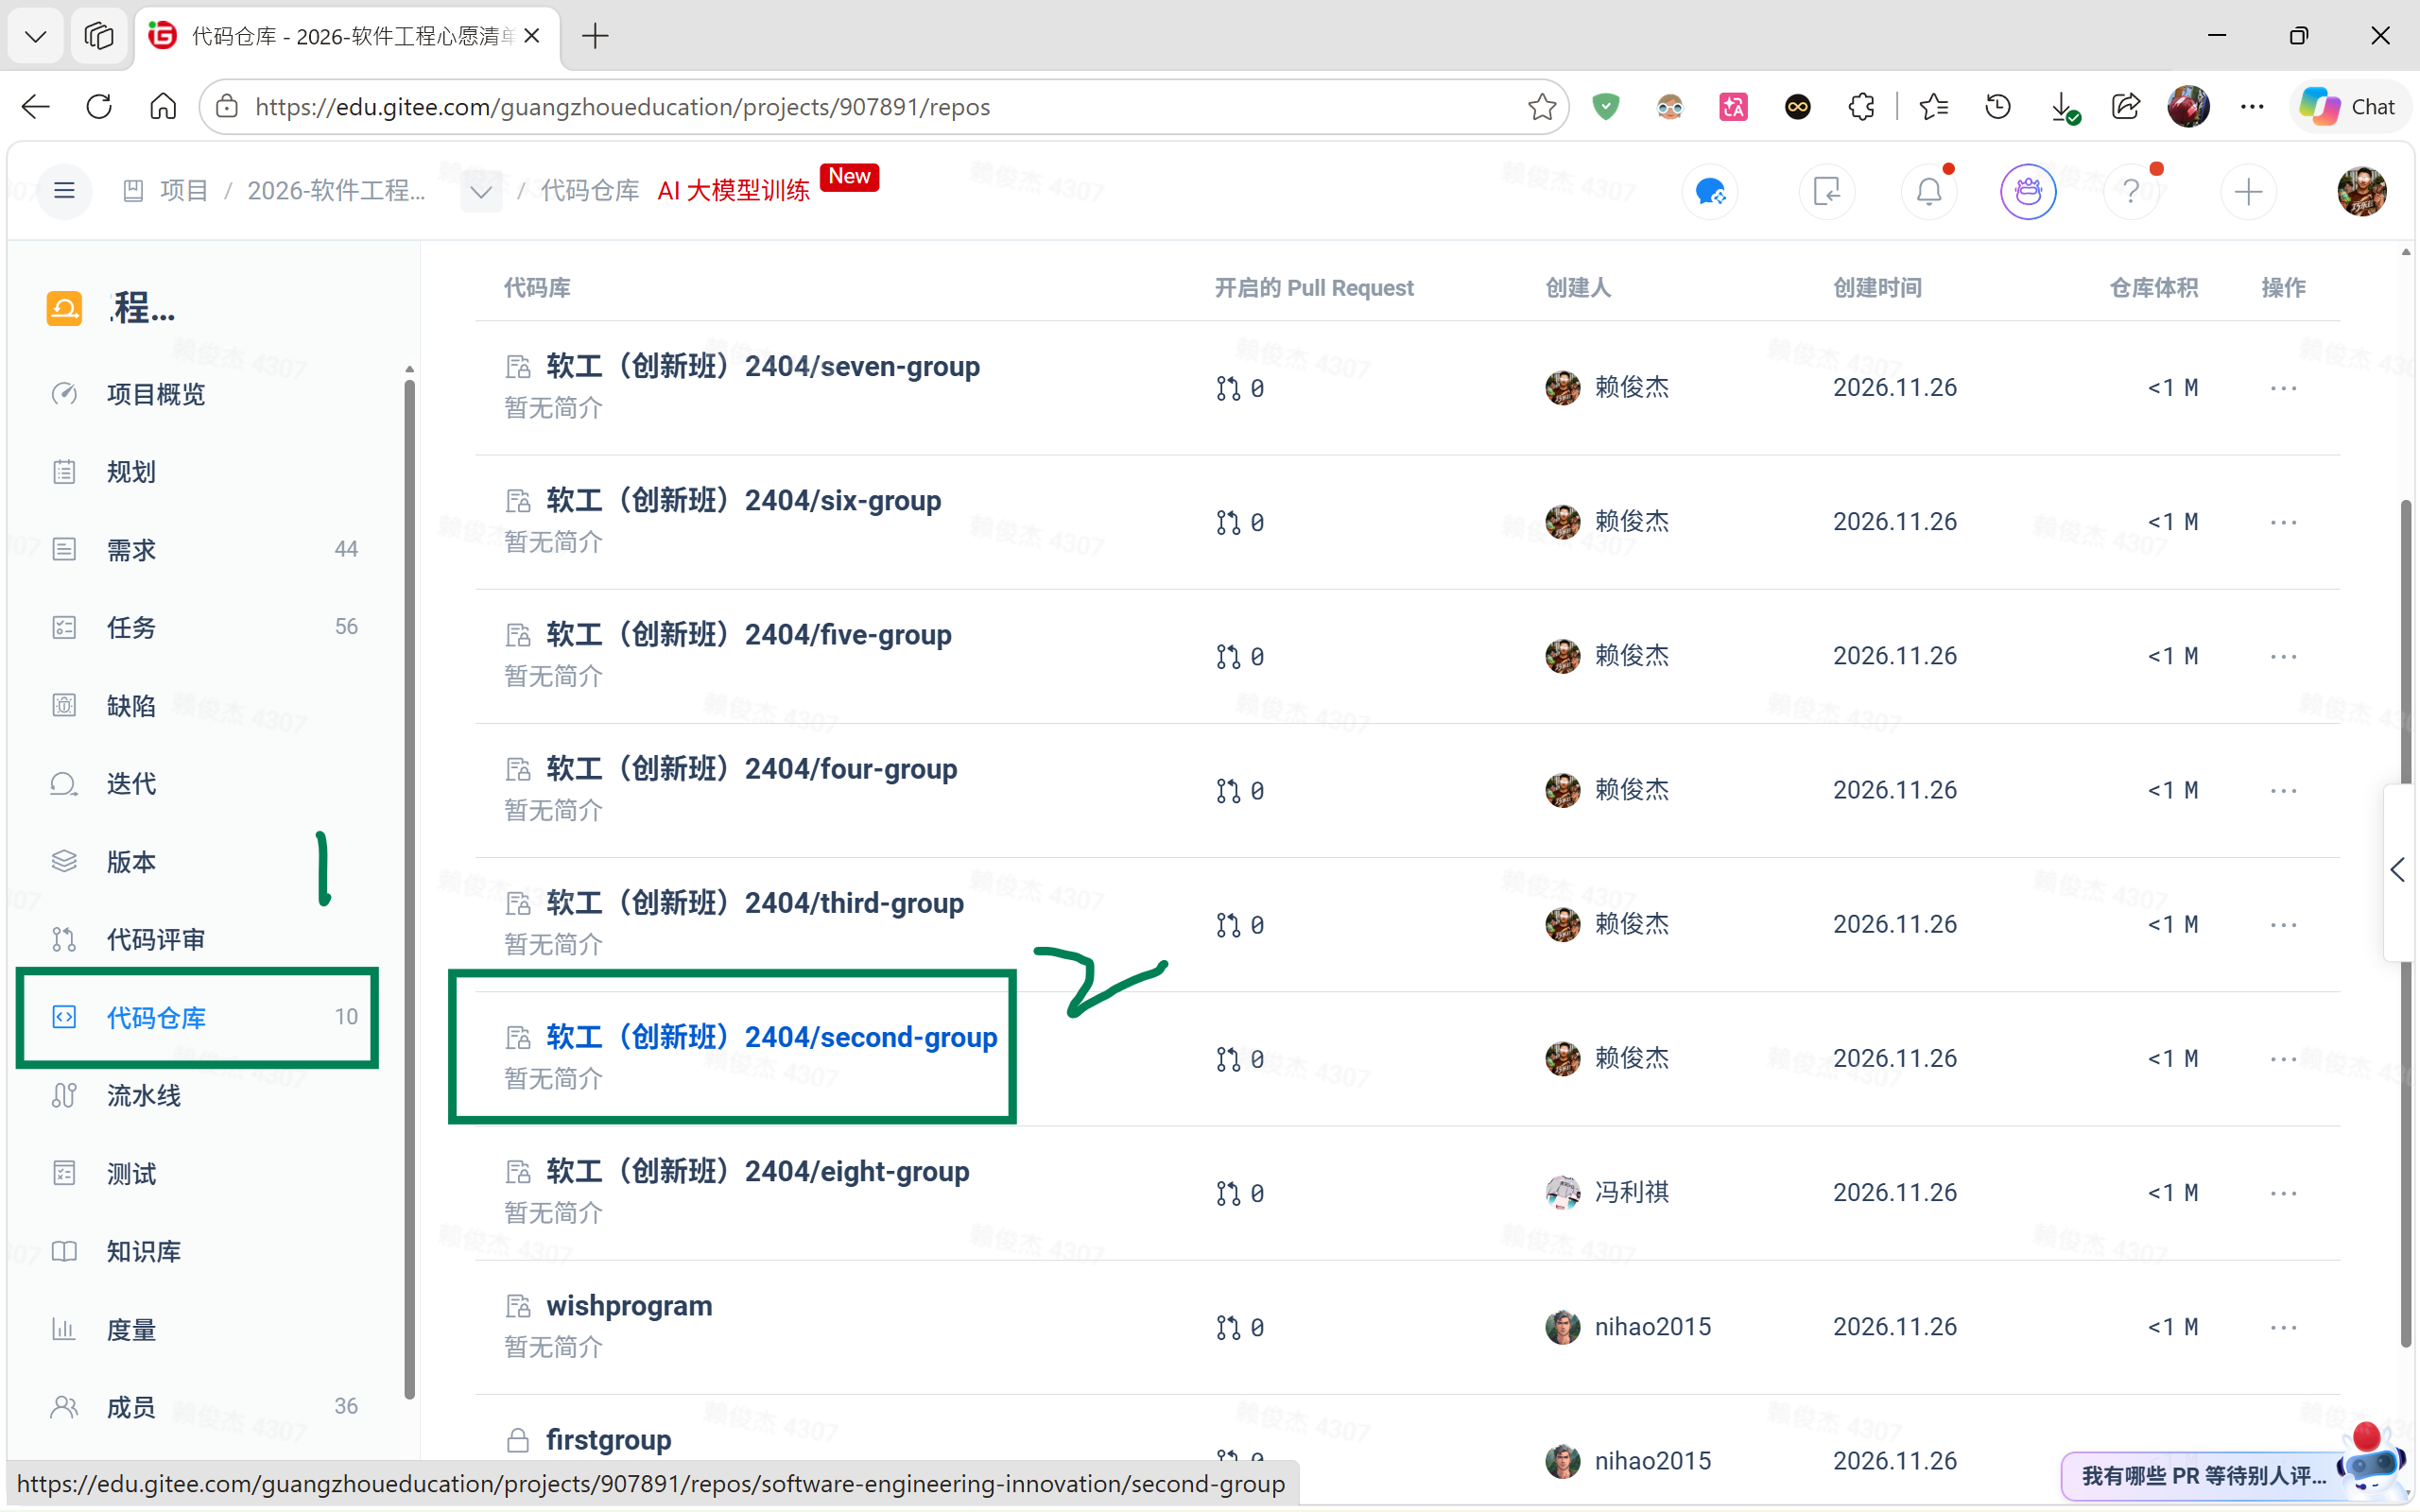 代码仓库 - 2026-软件工程心愿清单
https://edu.gitee.com/guangzhoueducation/projects/907891/repos
Chat
项目 / 2026-软件工程... / 代码仓库 AI 大模型训练 New
程...
项目概览
规划
需求 44
任务 56
缺陷
迭代
版本
代码评审
代码仓库 10
流水线
测试
知识库
度量
成员 36
1
2
代码库 开启的 Pull Request 创建人 创建时间 仓库体积 操作
软工（创新班）2404/seven-group
暂无简介
0 赖俊杰 2026.11.26 <1 M
软工（创新班）2404/six-group
暂无简介
0 赖俊杰 2026.11.26 <1 M
软工（创新班）2404/five-group
暂无简介
0 赖俊杰 2026.11.26 <1 M
软工（创新班）2404/four-group
暂无简介
0 赖俊杰 2026.11.26 <1 M
软工（创新班）2404/third-group
暂无简介
0 赖俊杰 2026.11.26 <1 M
软工（创新班）2404/second-group
暂无简介
0 赖俊杰 2026.11.26 <1 M
软工（创新班）2404/eight-group
暂无简介
0 冯利祺 2026.11.26 <1 M
wishprogram
暂无简介
0 nihao2015 2026.11.26 <1 M
firstgroup
nihao2015 2026.11.26
我有哪些 PR 等待别人评...
https://edu.gitee.com/guangzhoueducation/projects/907891/repos/software-engineering-innovation/second-group
赖俊杰 4307